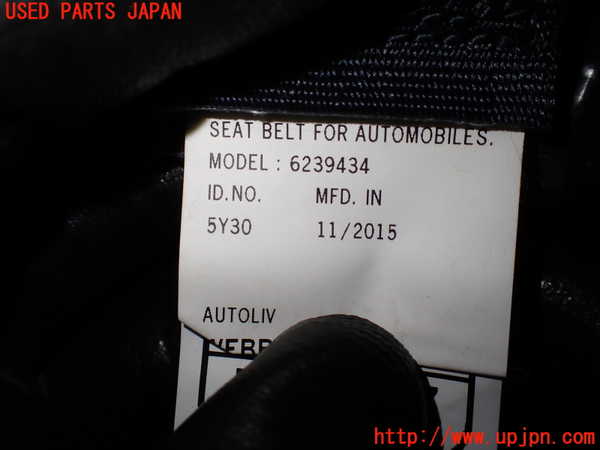 USED PARTS JAPAN
SEAT BELT FOR AUTOMOBILES.
MODEL : 6239434
ID.NO. MFD. IN
5Y30 11/2015
AUTOLIV
http://www.upjpn.com/